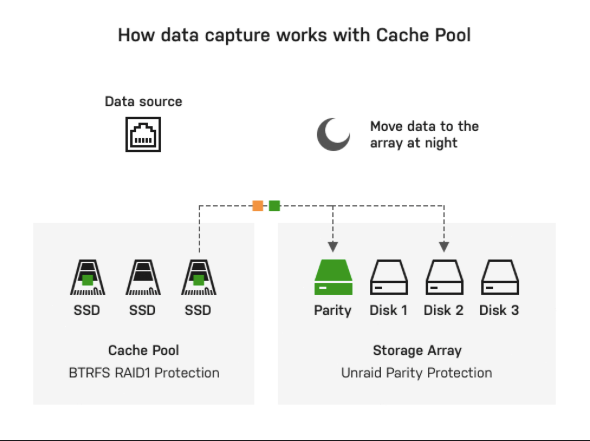 How data capture works with Cache Pool
Data source
Move data to the
array at night
SSD
SSD
SSD
Parity
Disk 1
Disk 2
Disk 3
Cache Pool
BTRFS RAID1 Protection
Storage Array
Unraid Parity Protection